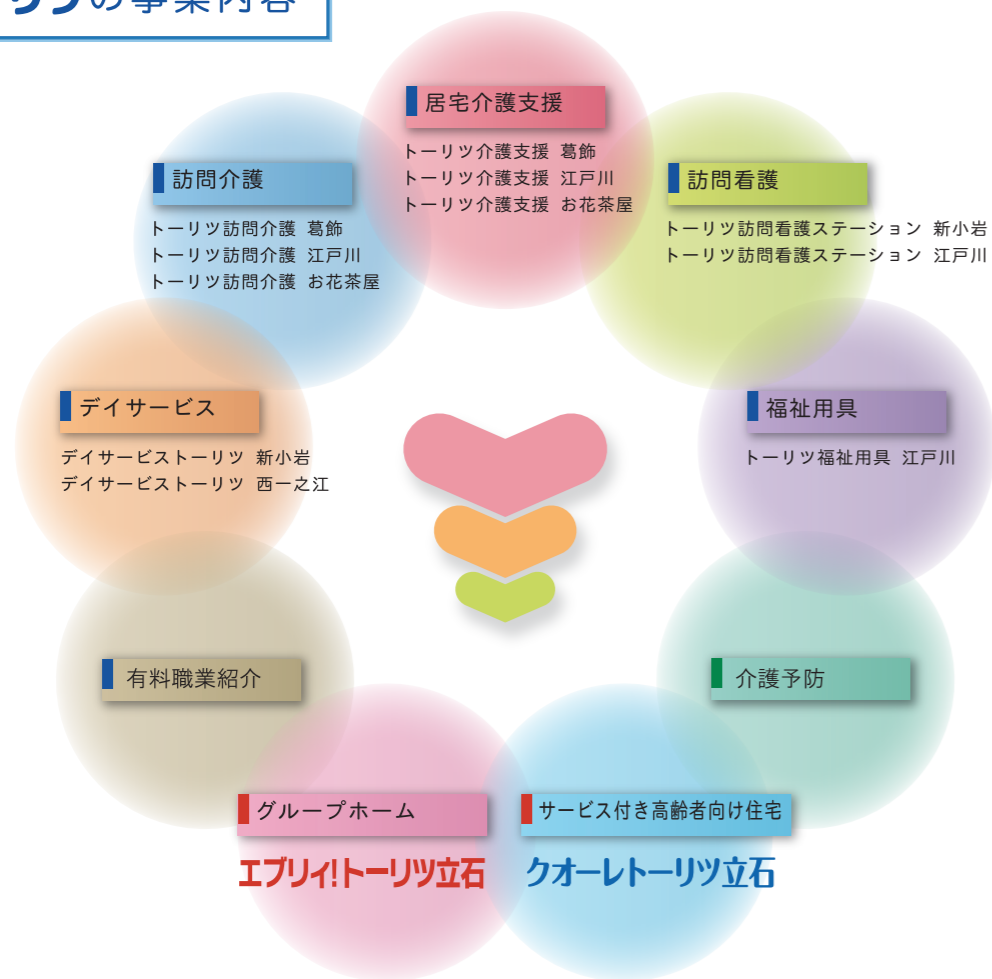 リツの事業内容
居宅介護支援
トーリツ介護支援 葛飾
トーリツ介護支援 江戸川
トーリツ介護支援 お花茶屋
訪問介護
トーリツ訪問介護 葛飾
トーリツ訪問介護 江戸川
トーリツ訪問介護 お花茶屋
訪問看護
トーリツ訪問看護ステーション 新小岩
トーリツ訪問看護ステーション 江戸川
デイサービス
デイサービストーリツ 新小岩
デイサービストーリツ 西一之江
福祉用具
トーリツ福祉用具 江戸川
有料職業紹介
介護予防
グループホーム
エブリィ!トーリツ立石
サービス付き高齢者向け住宅
クオーレトーリツ立石